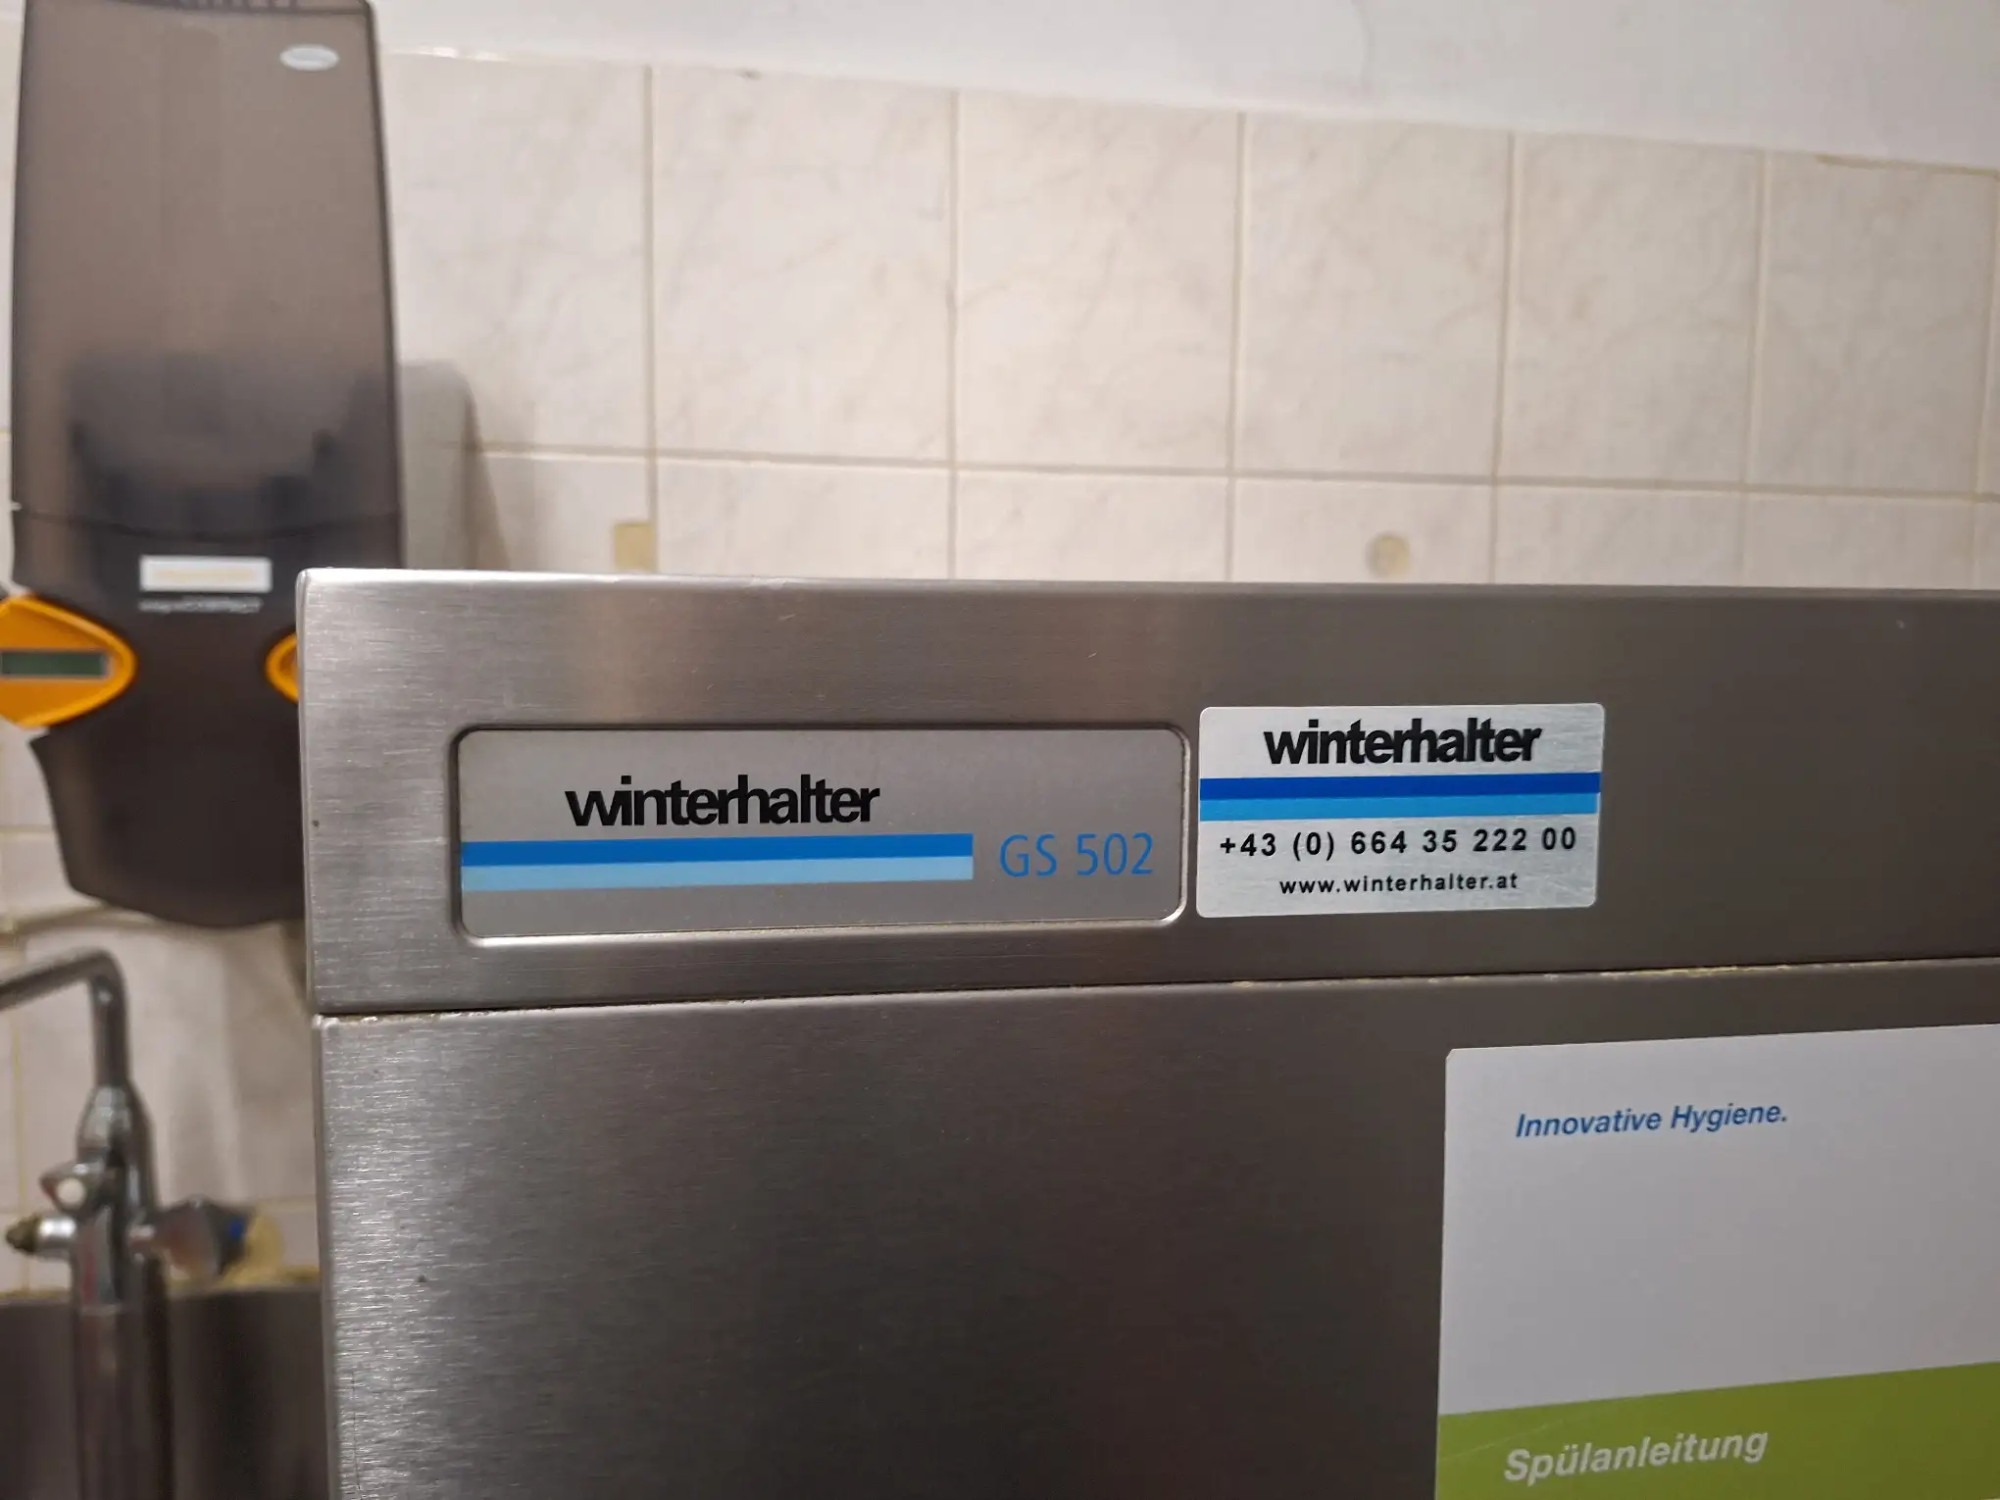 winterhalter
GS 502
winterhalter
+43 (0) 664 35 222 00
www.winterhalter.at
Innovative Hygiene.
Spülanleitung